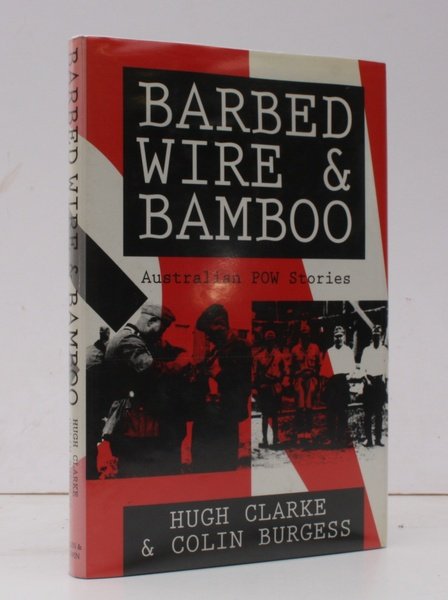 BARBED
WIRE &
BAMBOO
Australian POW Stories
HUGH CLARKE
& COLIN BURGESS
BARBED WIRE & BAMBOO
HUGH CLARKE